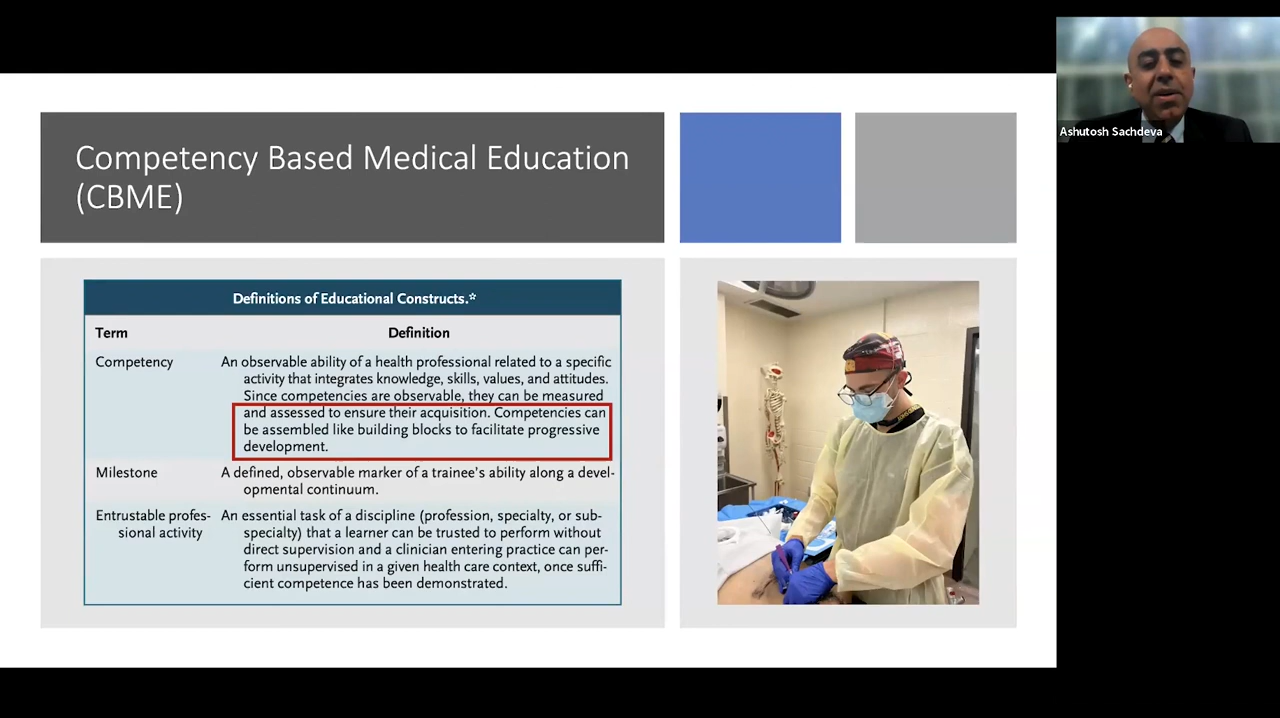 Competency Based Medical Education
(CBME)
Definitions of Educational Constructs.*
Term Definition
Competency An observable ability of a health professional related to a specific
activity that integrates knowledge, skills, values, and attitudes.
Since competencies are observable, they can be measured
and assessed to ensure their acquisition. Competencies can
be assembled like building blocks to facilitate progressive
development.
Milestone A defined, observable marker of a trainee's ability along a devel-
opmental continuum.
Entrustable profes- An essential task of a discipline (profession, specialty, or sub-
sional activity specialty) that a learner can be trusted to perform without
direct supervision and a clinician entering practice can per-
form unsupervised in a given health care context, once suffi-
cient competence has been demonstrated.
Ashutosh Sachdeva